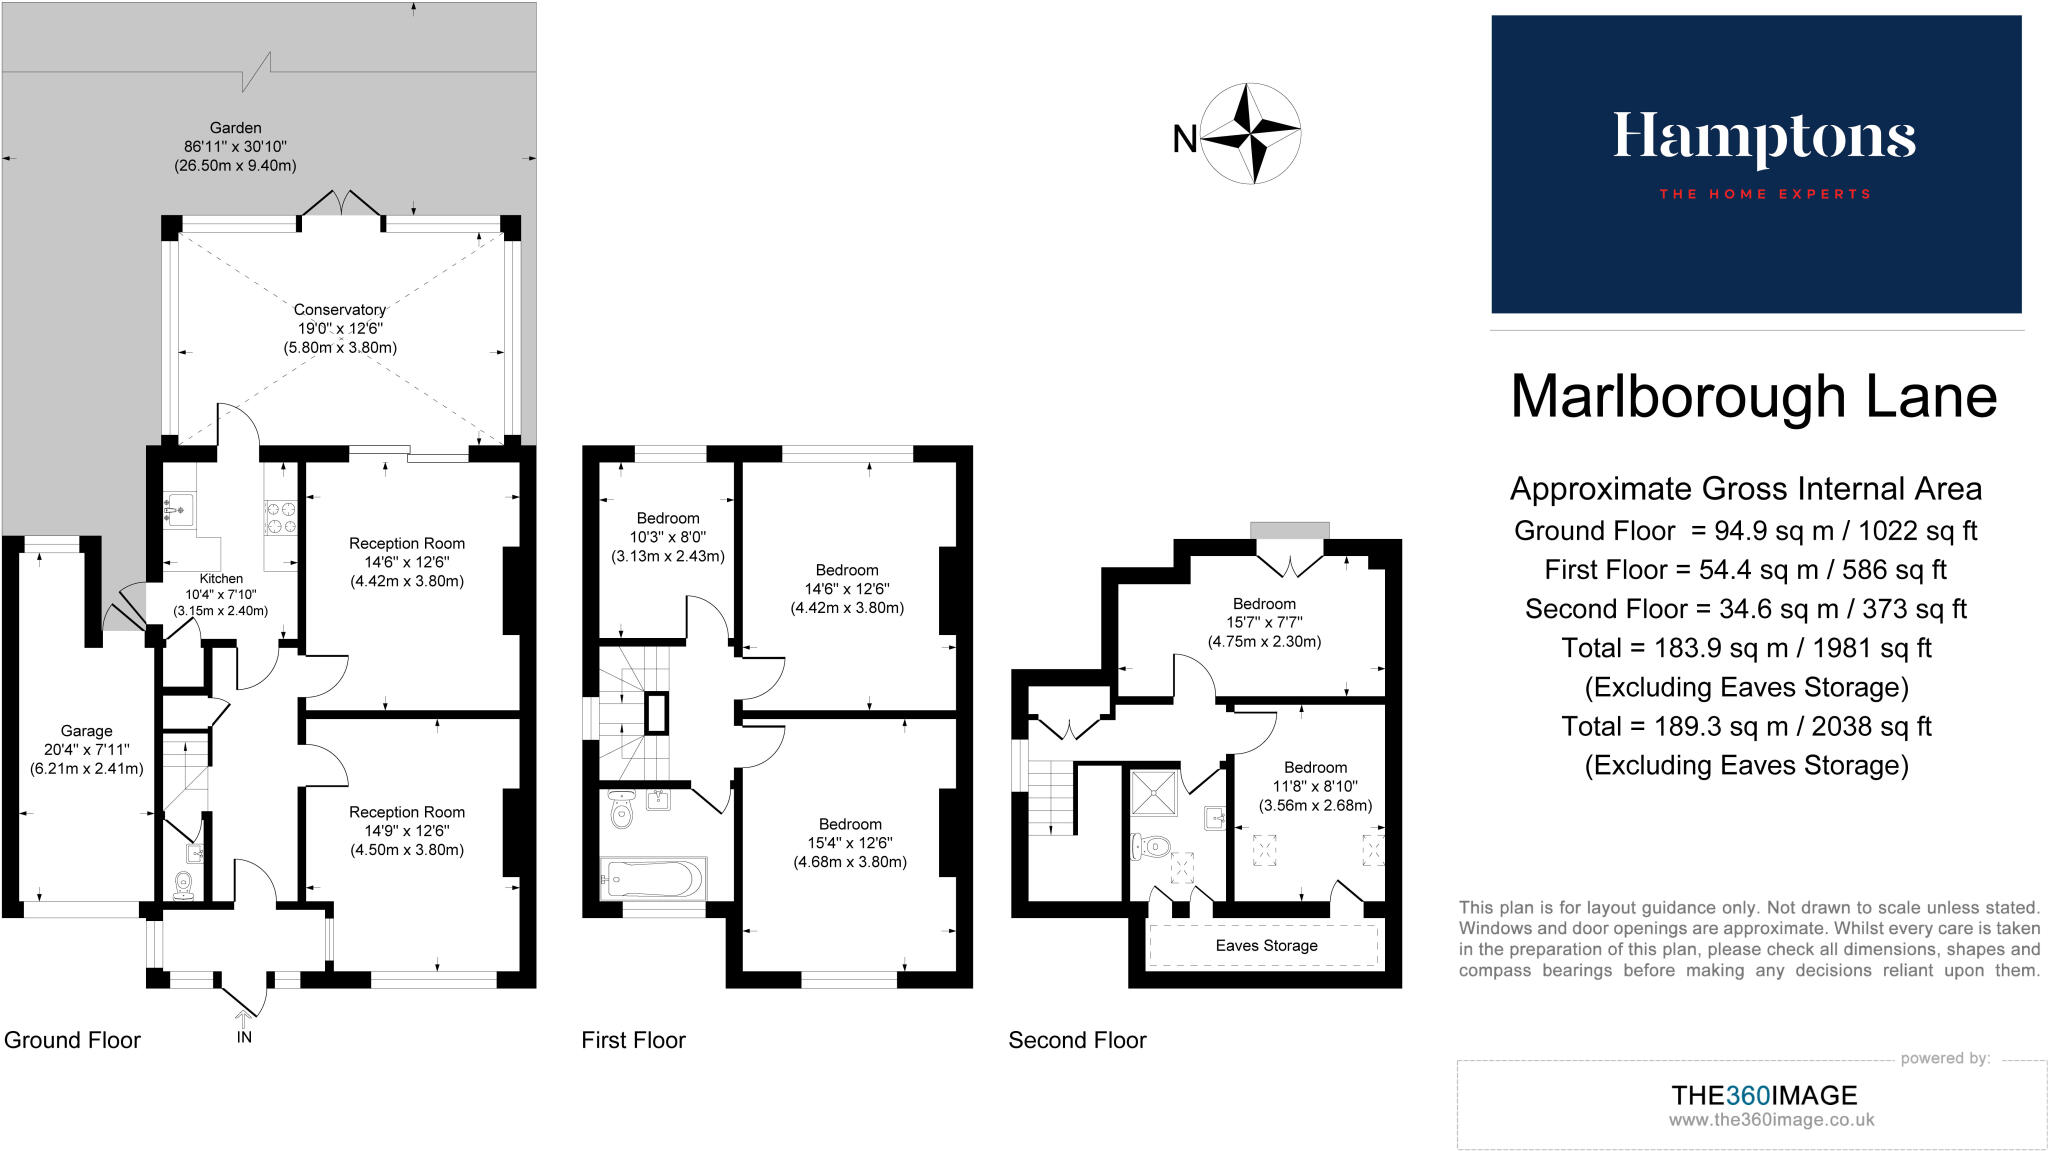 Garden
86'11" x 30'10"
(26.50m x 9.40m)
Conservatory
19'0" x 12'6"
(5.80m x 3.80m)
Kitchen
10'4" x 7'10"
(3.15m x 2.40m)
Reception Room
14'6" x 12'6"
(4.42m x 3.80m)
Garage
20'4" x 7'11"
(6.21m x 2.41m)
Reception Room
14'9" x 12'6"
(4.50m x 3.80m)
IN
Ground Floor
Bedroom
10'3" x 8'0"
(3.13m x 2.43m)
Bedroom
14'6" x 12'6"
(4.42m x 3.80m)
Bedroom
15'4" x 12'6"
(4.68m x 3.80m)
First Floor
N
Bedroom
15'7" x 7'7"
(4.75m x 2.30m)
Bedroom
11'8" x 8'10"
(3.56m x 2.68m)
Eaves Storage
Second Floor
Hamptons
THE HOME EXPERTS
Marlborough Lane
Approximate Gross Internal Area
Ground Floor = 94.9 sq m / 1022 sq ft
First Floor = 54.4 sq m / 586 sq ft
Second Floor = 34.6 sq m / 373 sq ft
Total = 183.9 sq m / 1981 sq ft
(Excluding Eaves Storage)
Total = 189.3 sq m / 2038 sq ft
(Excluding Eaves Storage)
This plan is for layout guidance only. Not drawn to scale unless stated.
Windows and door openings are approximate. Whilst every care is taken
in the preparation of this plan, please check all dimensions, shapes and
compass bearings before making any decisions reliant upon them.
powered by:
THE360IMAGE
www.the360image.co.uk